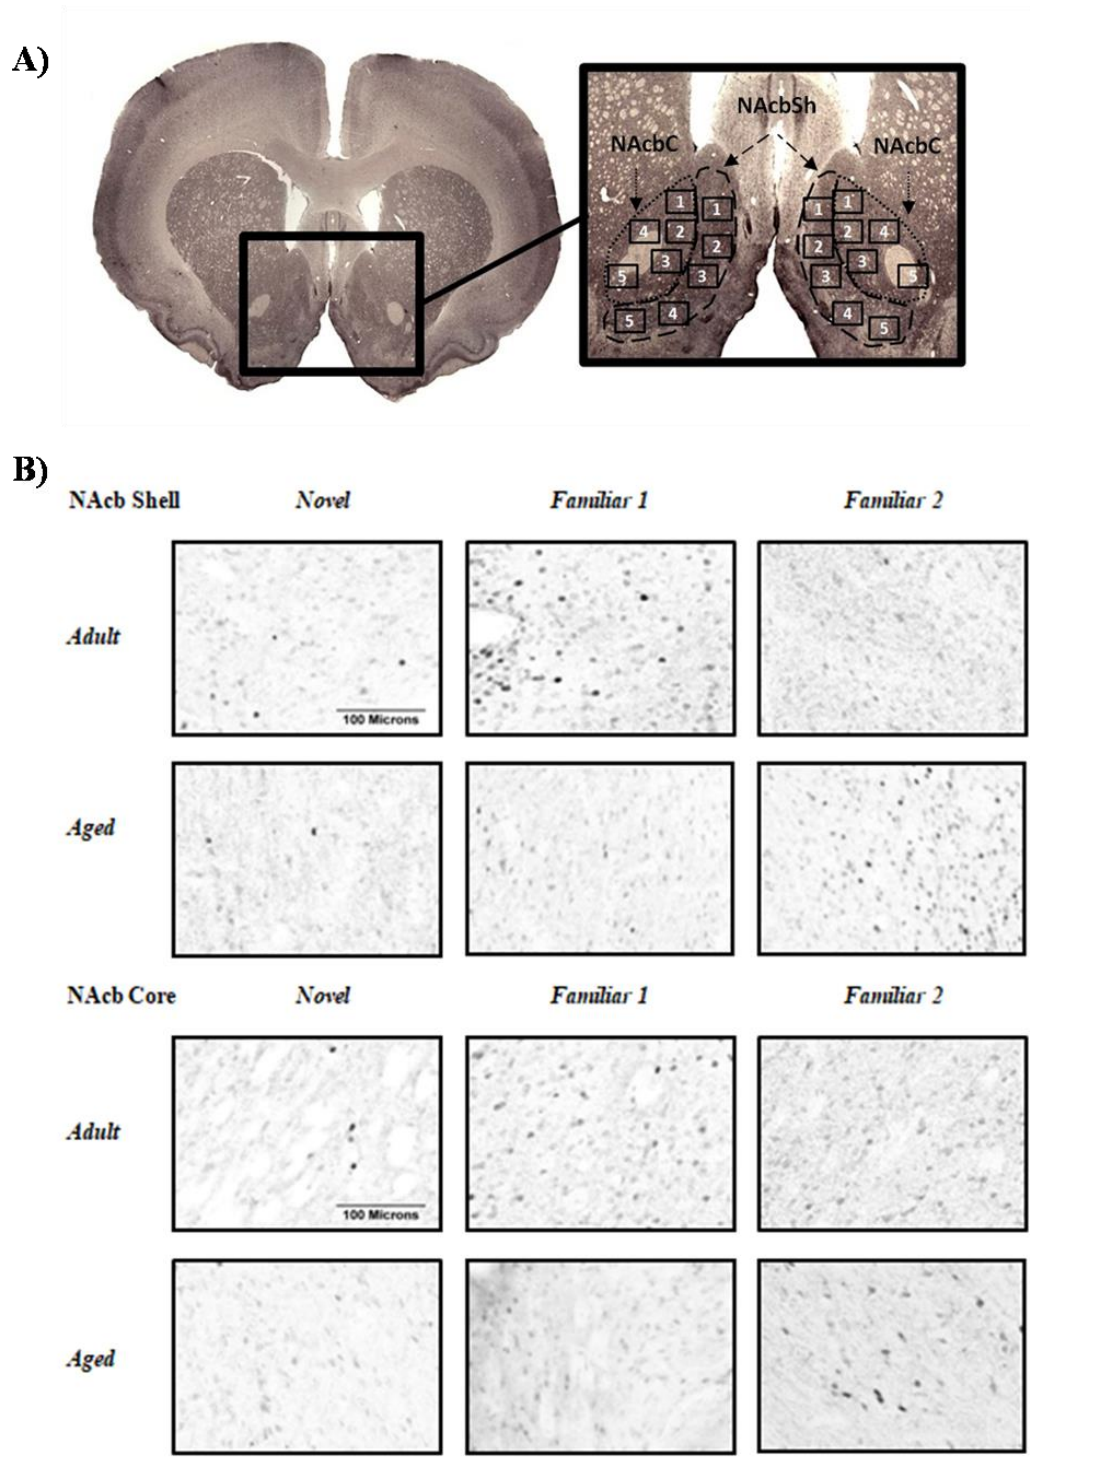 A)
NAcbSh
NAcbC NAcbC
1 1 1 1
4 2 2 2 2 4
5 3 3 3 3 5
5 4 4 5
B)
NAcb Shell Novel Familiar 1 Familiar 2
Adult
100 Microns
Aged
NAcb Core Novel Familiar 1 Familiar 2
Adult
100 Microns
Aged